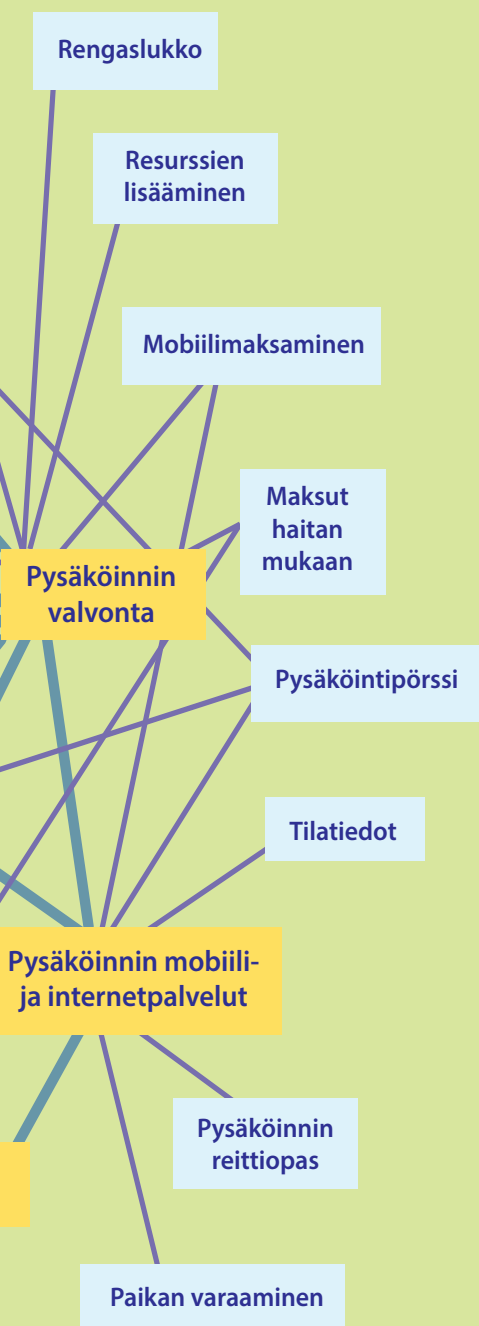 Rengaslukko
Resurssien
lisääminen
Mobiilimaksaminen
Maksut
haitan
mukaan
Pysäköinnin
valvonta
Pysäköintipörssi
Tilatiedot
Pysäköinnin mobiili-
ja internetpalvelut
Pysäköinnin
reittiopas
Paikan varaaminen